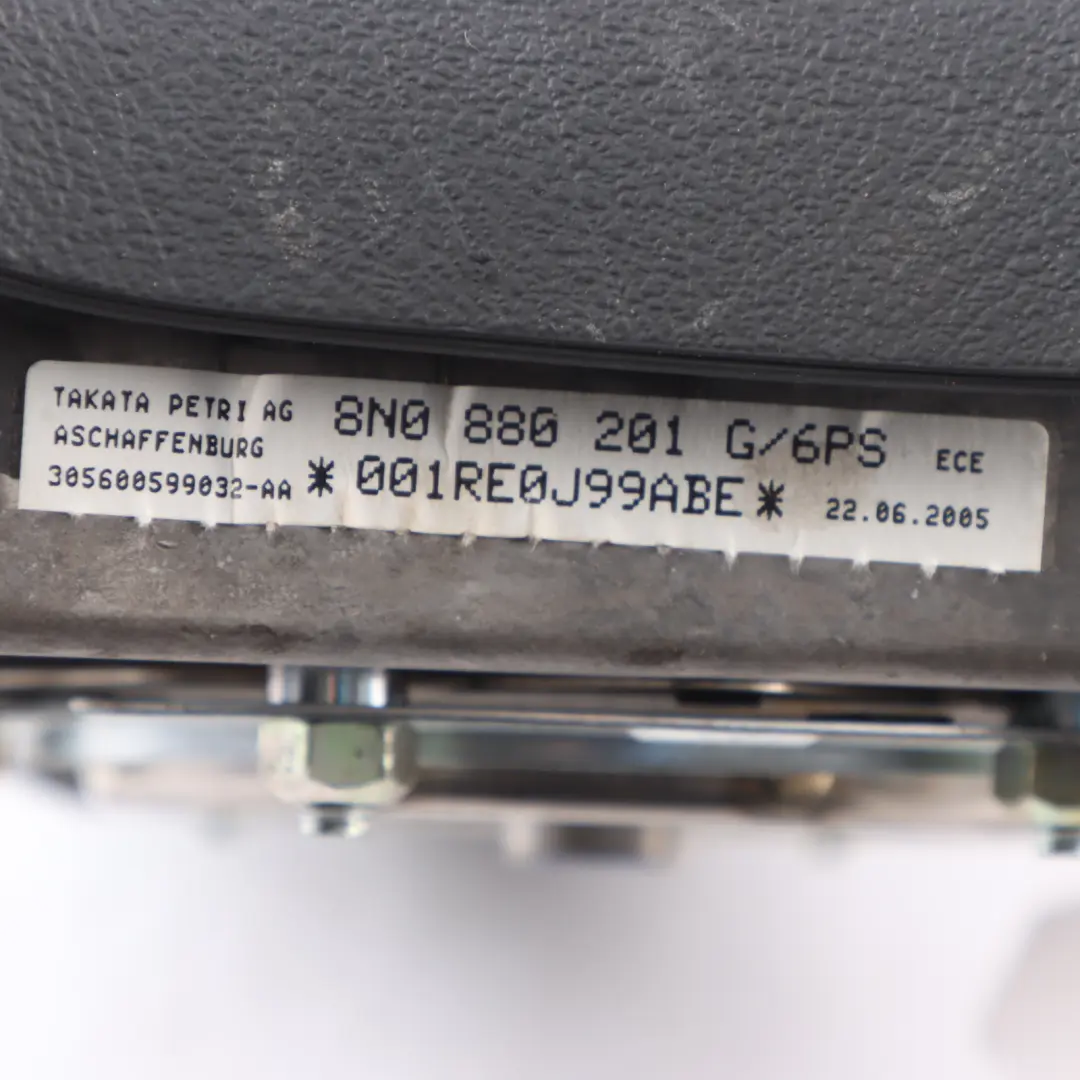 TAKATA PETRI AG 8N0 880 201 G/6PS ECE
ASCHAFFENBURG
305600599032-AA *001RE0J99ABE* 22.06.2005